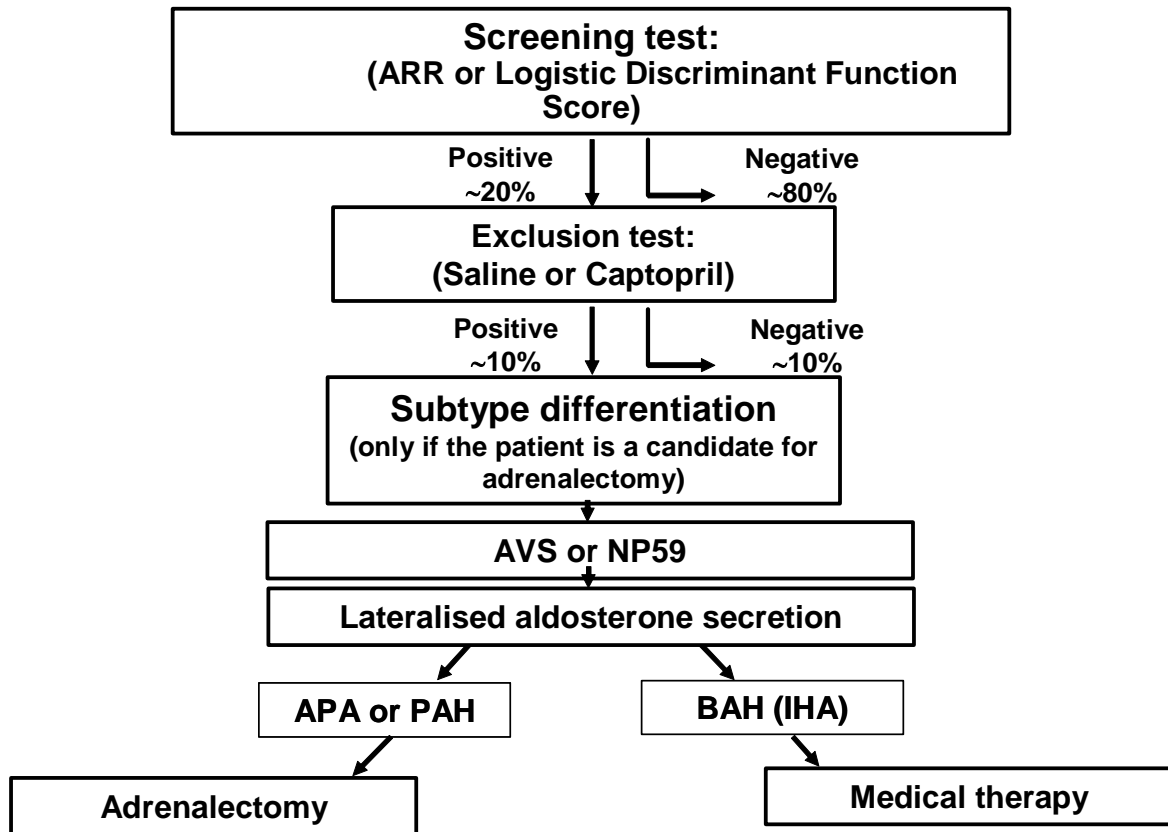 Screening test:
(ARR or Logistic Discriminant Function
Score)
Positive
~20%
Negative
~80%
Exclusion test:
(Saline or Captopril)
Positive
~10%
Negative
~10%
Subtype differentiation
(only if the patient is a candidate for
adrenalectomy)
AVS or NP59
Lateralised aldosterone secretion
APA or PAH
BAH (IHA)
Adrenalectomy
Medical therapy